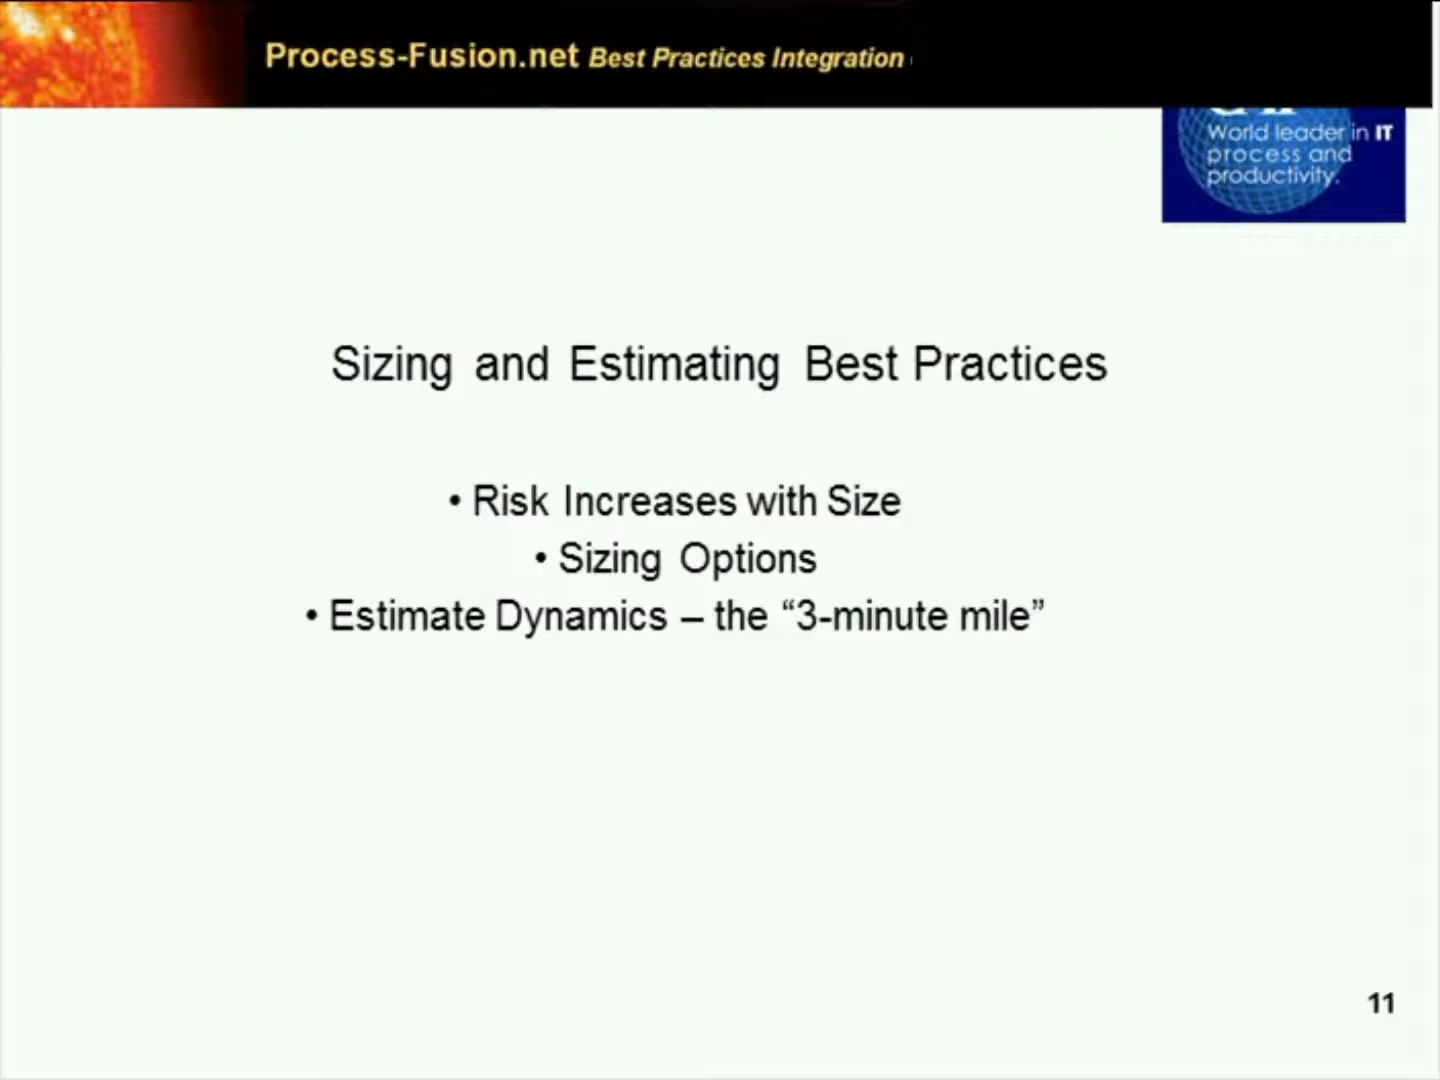 Process-Fusion.net Best Practices Integration
World leader in IT
process and
productivity.
Sizing and Estimating Best Practices
• Risk Increases with Size
• Sizing Options
• Estimate Dynamics – the “3-minute mile”
11